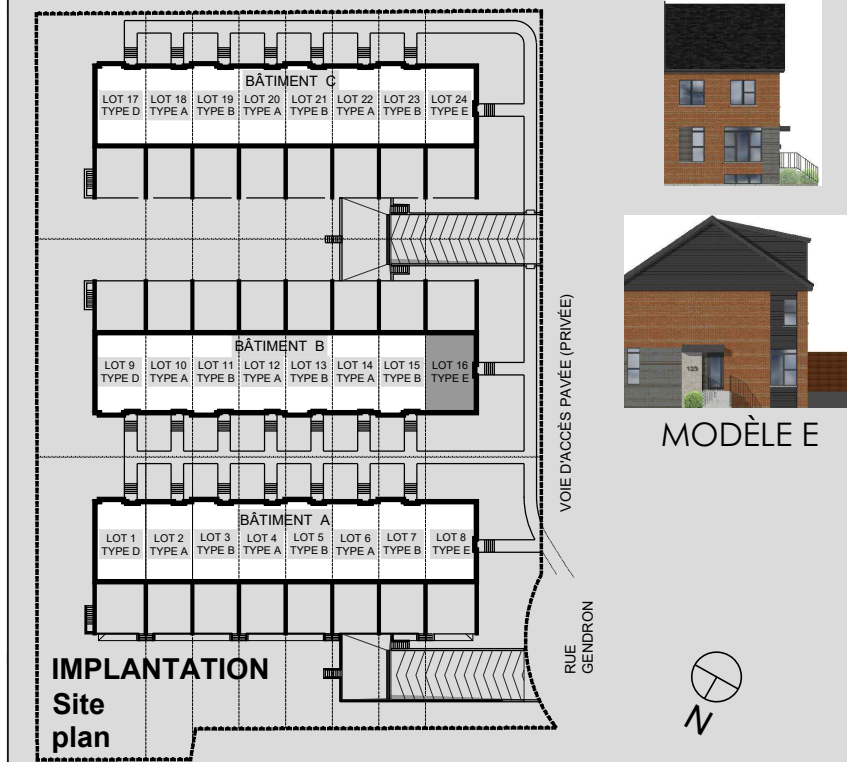 BÂTIMENT C
LOT 17 LOT 18 LOT 19 LOT 20 LOT 21 LOT 22 LOT 23 LOT 24
TYPE D TYPE A TYPE B TYPE A TYPE B TYPE A TYPE B TYPE E
BÂTIMENT B
LOT 9 LOT 10 LOT 11 LOT 12 LOT 13 LOT 14 LOT 15 LOT 16
TYPE D TYPE A TYPE B TYPE A TYPE B TYPE A TYPE B TYPE E
BÂTIMENT A
LOT 1 LOT 2 LOT 3 LOT 4 LOT 5 LOT 6 LOT 7 LOT 8
TYPE D TYPE A TYPE B TYPE A TYPE B TYPE A TYPE B TYPE E
IMPLANTATION
Site
plan
VOIE D'ACCÈS PAVÉE (PRIVÉE)
RUE
GENDRON
123
MODÈLE E
N